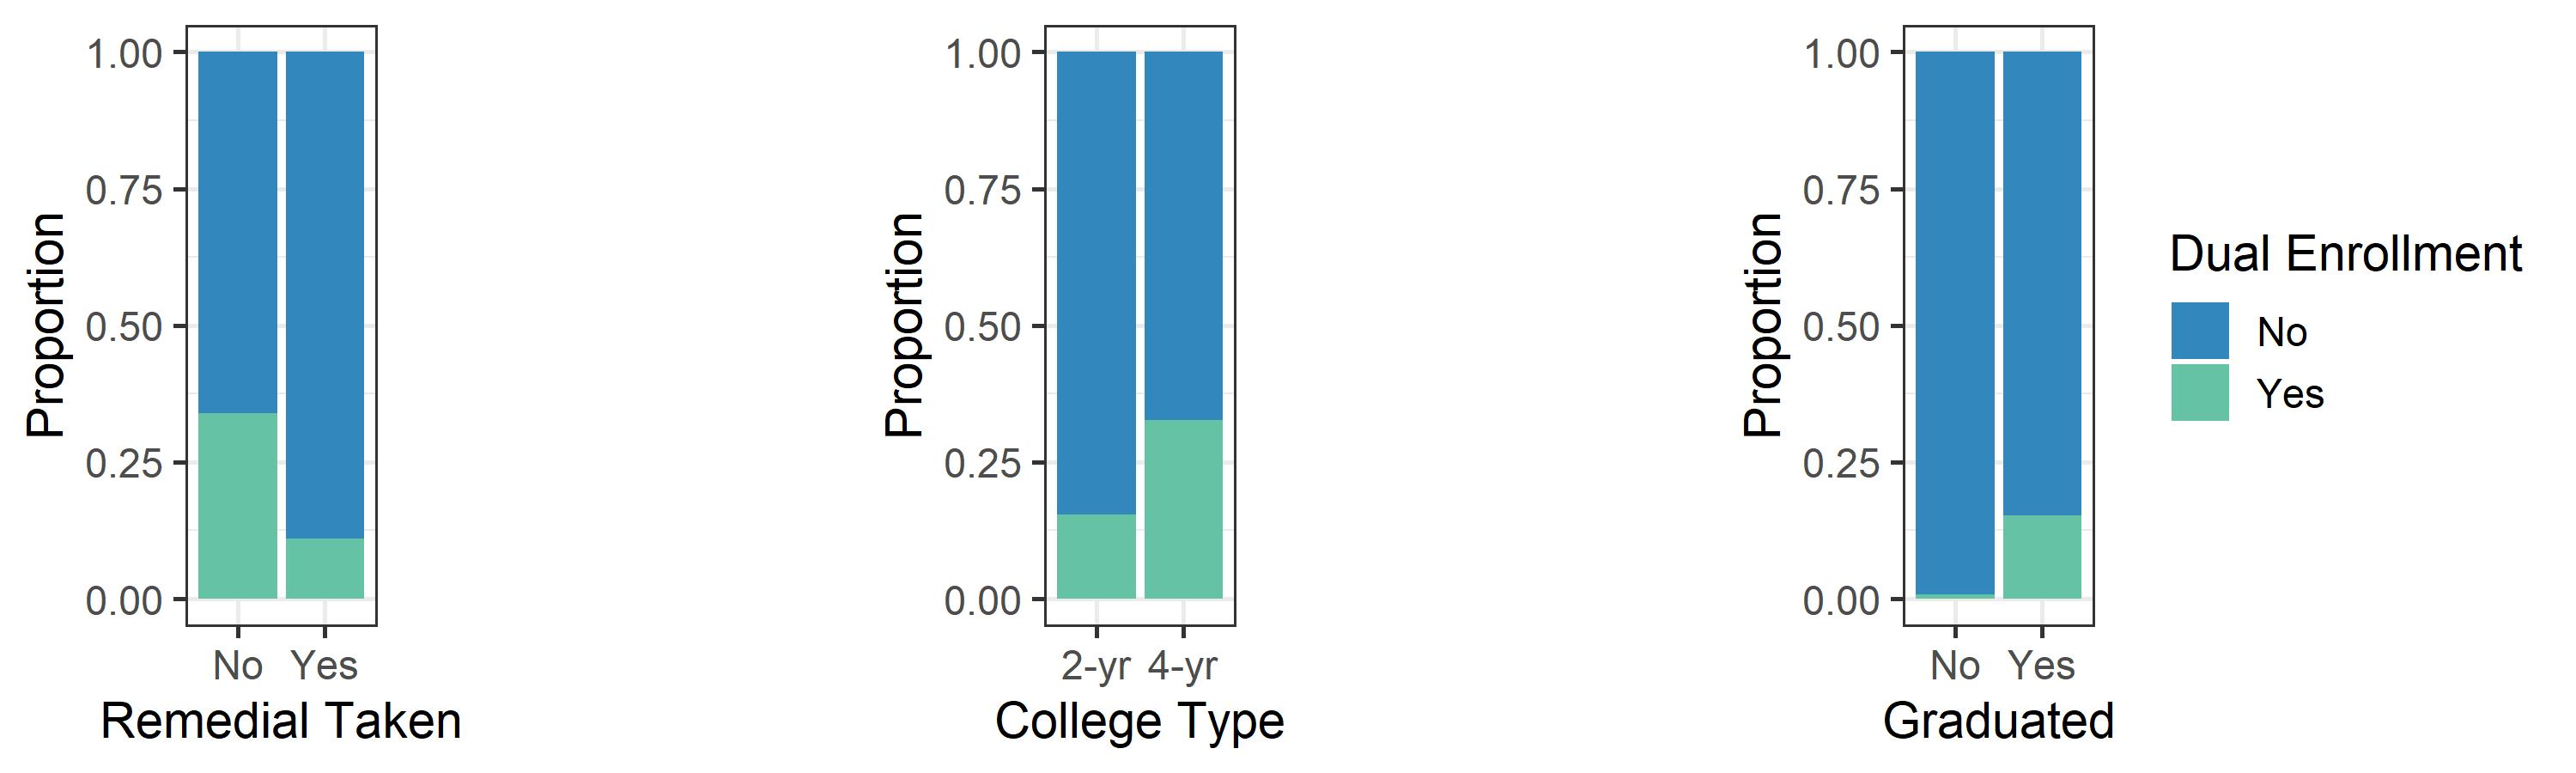 Proportion
1.00
0.75
0.50
0.25
0.00
No Yes
Remedial Taken
Proportion
1.00
0.75
0.50
0.25
0.00
2-yr 4-yr
College Type
Proportion
1.00
0.75
0.50
0.25
0.00
No Yes
Graduated
Dual Enrollment
No
Yes